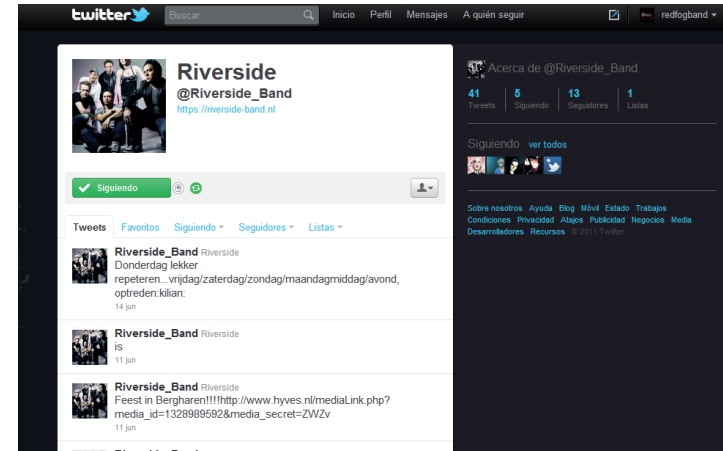 twitter
Buscar
Inicio Perfil Mensajes A quién seguir
redfogband
Riverside
@Riverside_Band
https://riverside-band.nl
Siguiendo
Tweets Favoritos Siguiendo Seguidores Listas
Riverside_Band Riverside
Donderdag lekker
repeteren...vrijdag/zaterdag/zondag/maandagmiddag/avond,
optreden:kilian:
14 jun
Riverside_Band Riverside
is
11 jun
Riverside_Band Riverside
Feest in Bergharen!!!!http://www.hyves.nl/mediaLink.php?
media_id=1328989592&media_secret=ZWZv
11 jun
Acerca de @Riverside_Band
41 5 13 1
Tweets Siguiendo Seguidores Listas
Siguiendo ver todos
Sobre nosotros Ayuda Blog Móvil Estado Trabajos
Condiciones Privacidad Atajos Publicidad Negocios Media
Desarrolladores Recursos © 2011 Twitter